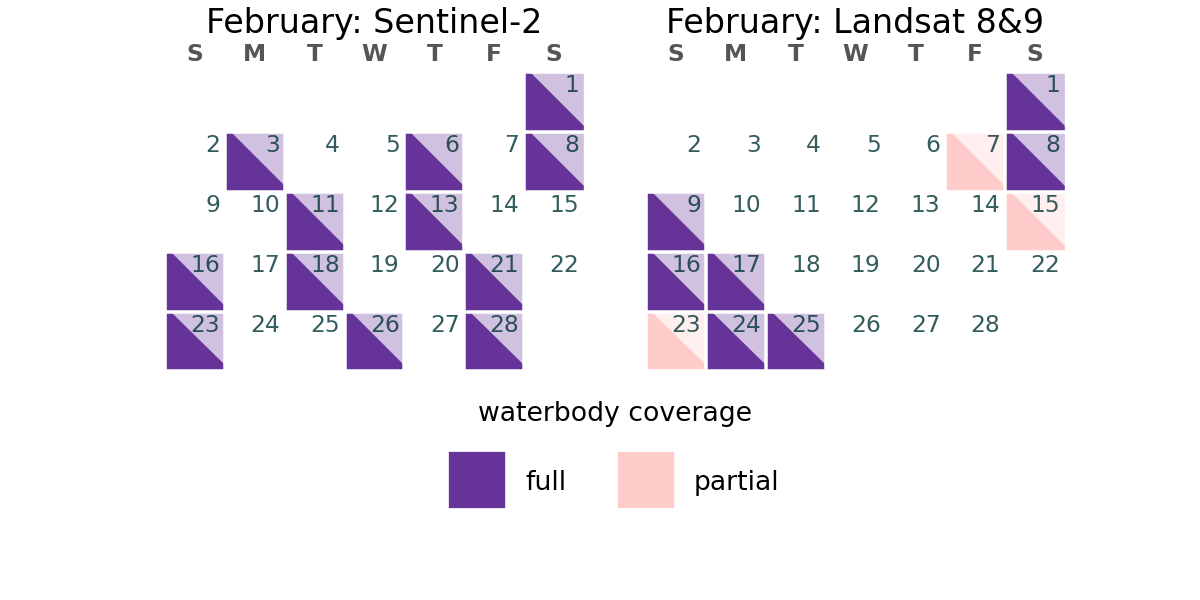 February: Sentinel-2
S M T W T F S
1
2 3 4 5 6 7 8
9 10 11 12 13 14 15
16 17 18 19 20 21 22
23 24 25 26 27 28
February: Landsat 8&9
S M T W T F S
1
2 3 4 5 6 7 8
9 10 11 12 13 14 15
16 17 18 19 20 21 22
23 24 25 26 27 28
waterbody coverage
full partial